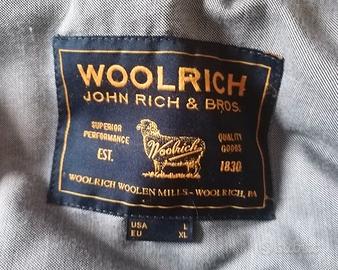 WOOLRICH
JOHN RICH & BROS.
SUPERIOR PERFORMANCE
QUALITY GOODS
Woolrich
EST.
1830
WOOLRICH WOOLEN MILLS - WOOLRICH, PA
USA L
EU XL